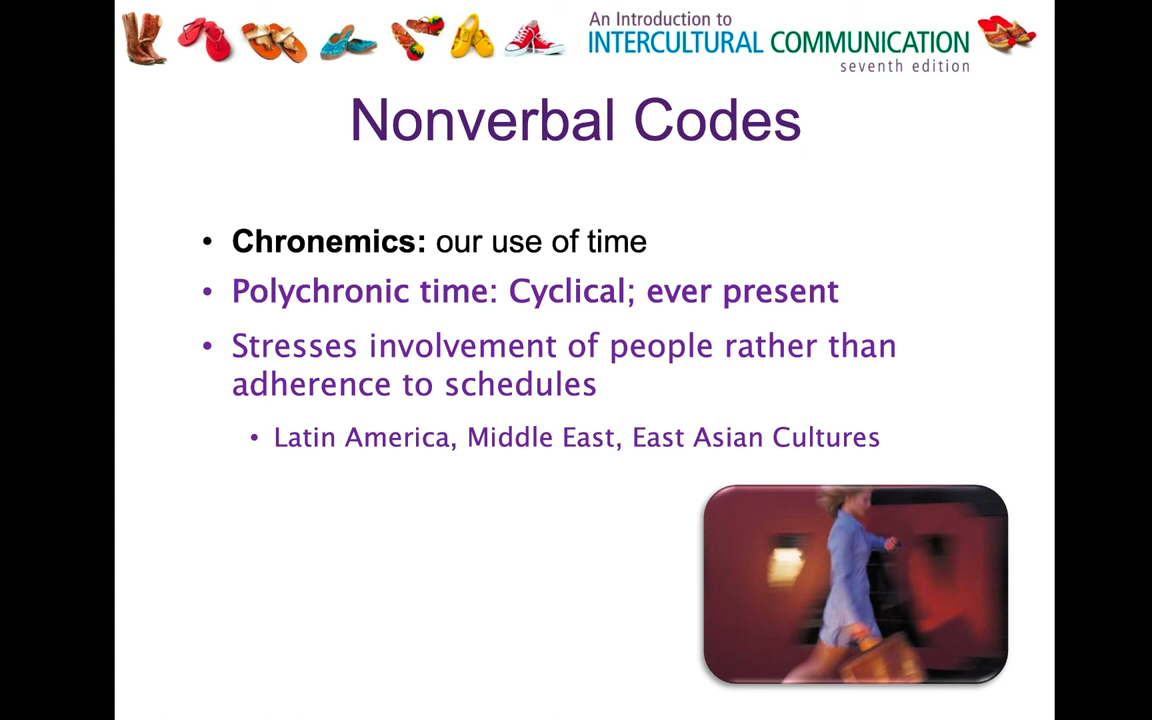 An Introduction to
INTERCULTURAL COMMUNICATION
seventh edition
Nonverbal Codes
• Chronemics: our use of time
• Polychronic time: Cyclical; ever present
• Stresses involvement of people rather than
adherence to schedules
• Latin America, Middle East, East Asian Cultures